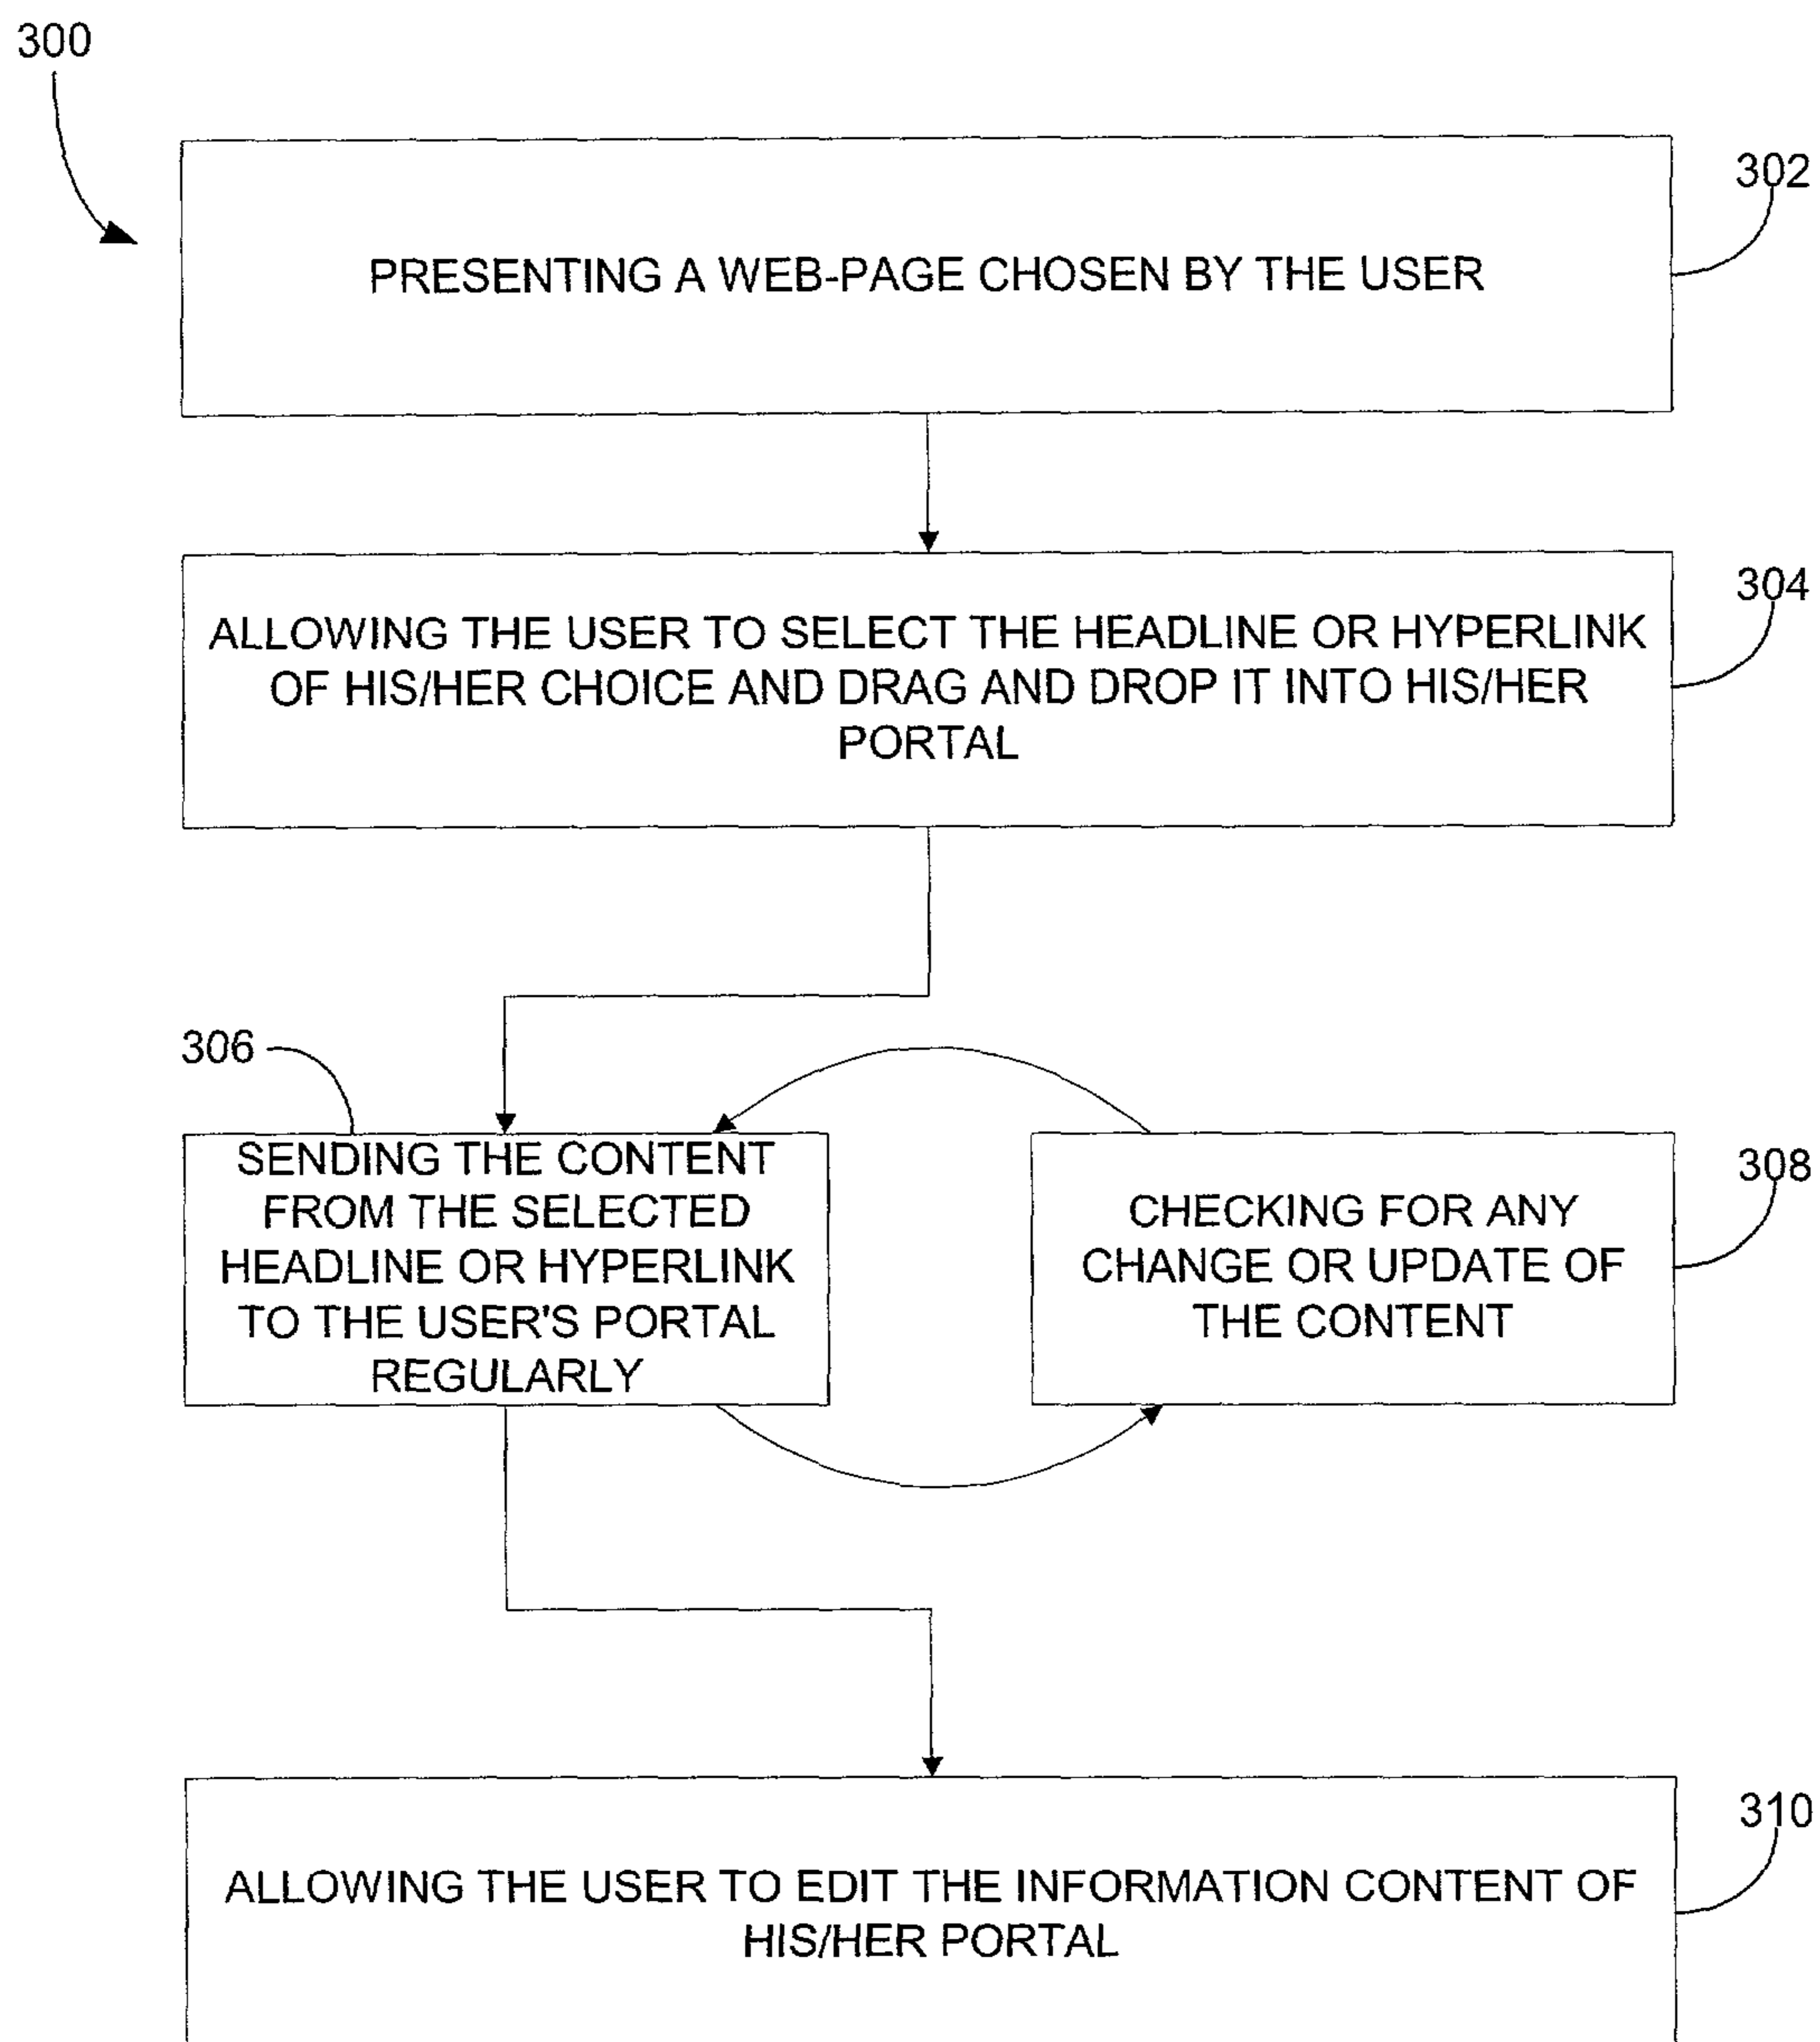 300
302
PRESENTING A WEB-PAGE CHOSEN BY THE USER
304
ALLOWING THE USER TO SELECT THE HEADLINE OR HYPERLINK
OF HIS/HER CHOICE AND DRAG AND DROP IT INTO HIS/HER
PORTAL
306
SENDING THE CONTENT
FROM THE SELECTED
HEADLINE OR HYPERLINK
TO THE USER'S PORTAL
REGULARLY
308
CHECKING FOR ANY
CHANGE OR UPDATE OF
THE CONTENT
310
ALLOWING THE USER TO EDIT THE INFORMATION CONTENT OF
HIS/HER PORTAL